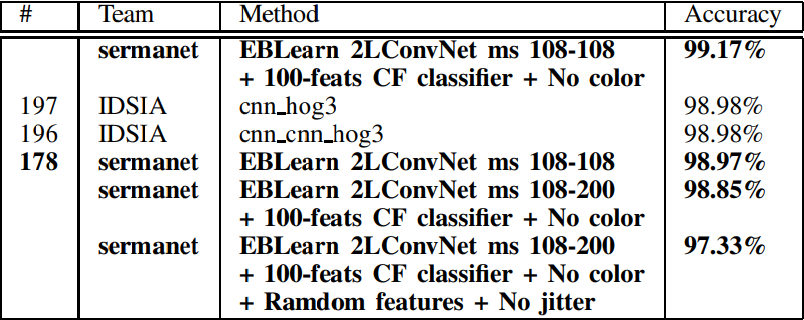 # Team Method Accuracy
sermanet EBLearn 2LConvNet ms 108-108 99.17%
+ 100-feats CF classifier + No color
197 IDSIA cnn_hog3 98.98%
196 IDSIA cnn_cnn_hog3 98.98%
178 sermanet EBLearn 2LConvNet ms 108-108 98.97%
sermanet EBLearn 2LConvNet ms 108-200 98.85%
+ 100-feats CF classifier + No color
sermanet EBLearn 2LConvNet ms 108-200 97.33%
+ 100-feats CF classifier + No color
+ Ramdom features + No jitter